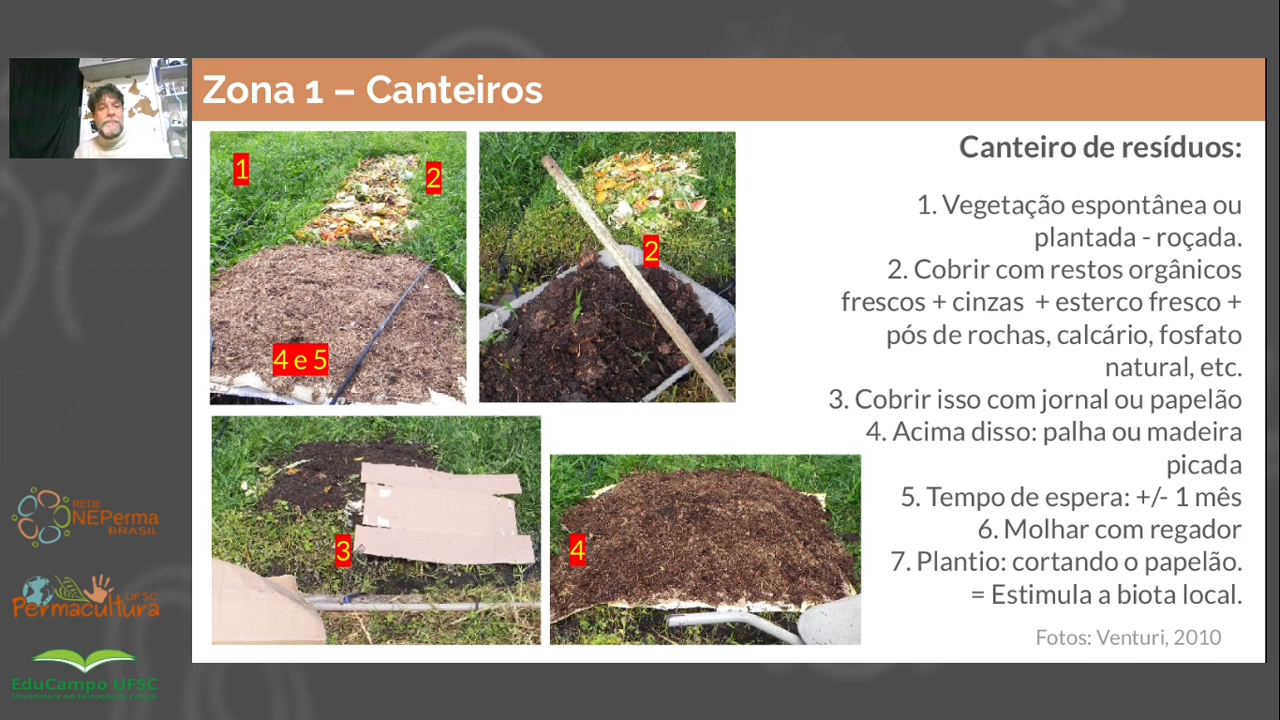 Zona 1 – Canteiros
1
2
4 e 5
2
3
4
Canteiro de resíduos:
1. Vegetação espontânea ou
plantada - roçada.
2. Cobrir com restos orgânicos
frescos + cinzas + esterco fresco +
pós de rochas, calcário, fosfato
natural, etc.
3. Cobrir isso com jornal ou papelão
4. Acima disso: palha ou madeira
picada
5. Tempo de espera: +/- 1 mês
6. Molhar com regador
7. Plantio: cortando o papelão.
= Estimula a biota local.
Fotos: Venturi, 2010
REDE
NEPerma
BRASIL
UFSC
Permacultura
EduCampo UFSC
Licenciatura em Educação do Campo